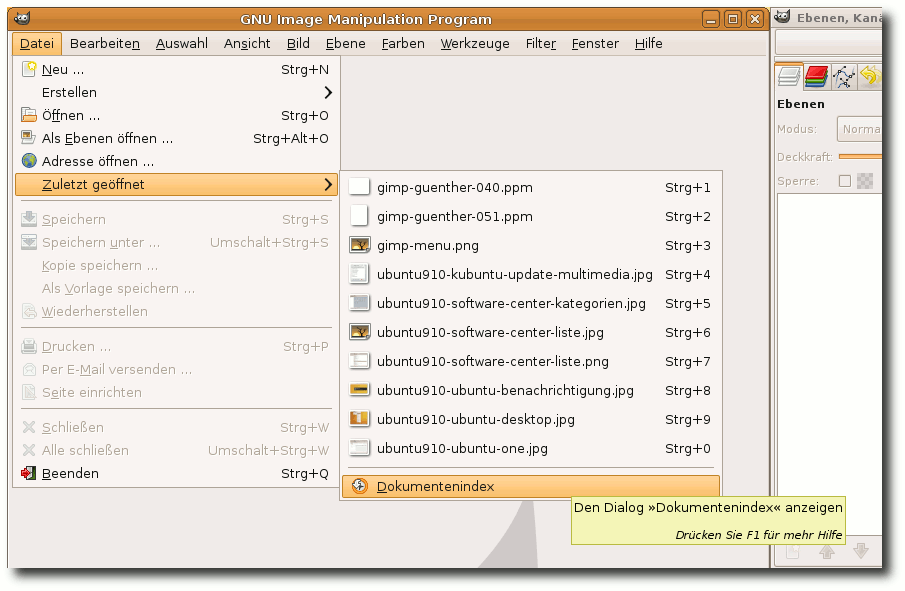 GNU Image Manipulation Program
Datei Bearbeiten Auswahl Ansicht Bild Ebene Farben Werkzeuge Filter Fenster Hilfe
Neu ... Strg+N
Erstellen
Öffnen ... Strg+O
Als Ebenen öffnen ... Strg+Alt+O
Adresse öffnen ...
Zuletzt geöffnet
Speichern Strg+S
Speichern unter ... Umschalt+Strg+S
Kopie speichern ...
Als Vorlage speichern ...
Wiederherstellen
Drucken ... Strg+P
Per E-Mail versenden ...
Seite einrichten
Schließen Strg+W
Alle schließen Umschalt+Strg+W
Beenden Strg+Q
gimp-guenther-040.ppm Strg+1
gimp-guenther-051.ppm Strg+2
gimp-menu.png Strg+3
ubuntu910-kubuntu-update-multimedia.jpg Strg+4
ubuntu910-software-center-kategorien.jpg Strg+5
ubuntu910-software-center-liste.jpg Strg+6
ubuntu910-software-center-liste.png Strg+7
ubuntu910-ubuntu-benachrichtigung.jpg Strg+8
ubuntu910-ubuntu-desktop.jpg Strg+9
ubuntu910-ubuntu-one.jpg Strg+0
Dokumentenindex
Den Dialog »Dokumentenindex« anzeigen
Drücken Sie F1 für mehr Hilfe
Ebenen, Kanä
Ebenen
Modus: Norma
Deckkraft:
Sperre: